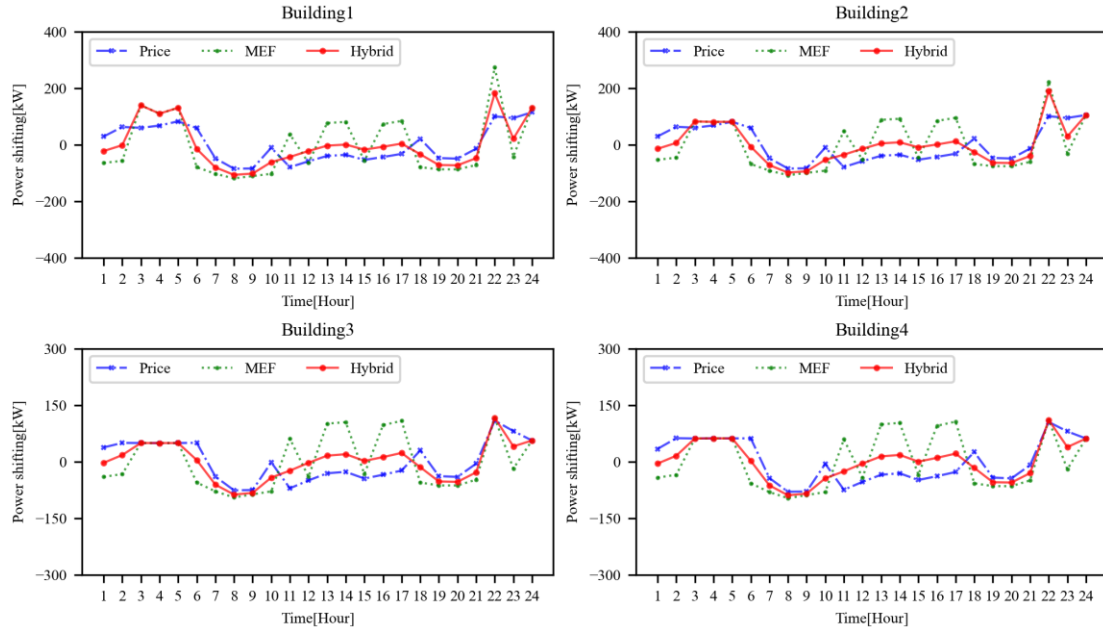 Building1
400
200
0
−200
−400
Power shifting[kW]
Price MEF Hybrid
1 2 3 4 5 6 7 8 9 10 11 12 13 14 15 16 17 18 19 20 21 22 23 24
Time[Hour]
Building2
400
200
0
−200
−400
Power shifting[kW]
Price MEF Hybrid
1 2 3 4 5 6 7 8 9 10 11 12 13 14 15 16 17 18 19 20 21 22 23 24
Time[Hour]
Building3
300
150
0
−150
−300
Power shifting[kW]
Price MEF Hybrid
1 2 3 4 5 6 7 8 9 10 11 12 13 14 15 16 17 18 19 20 21 22 23 24
Time[Hour]
Building4
300
150
0
−150
−300
Power shifting[kW]
Price MEF Hybrid
1 2 3 4 5 6 7 8 9 10 11 12 13 14 15 16 17 18 19 20 21 22 23 24
Time[Hour]